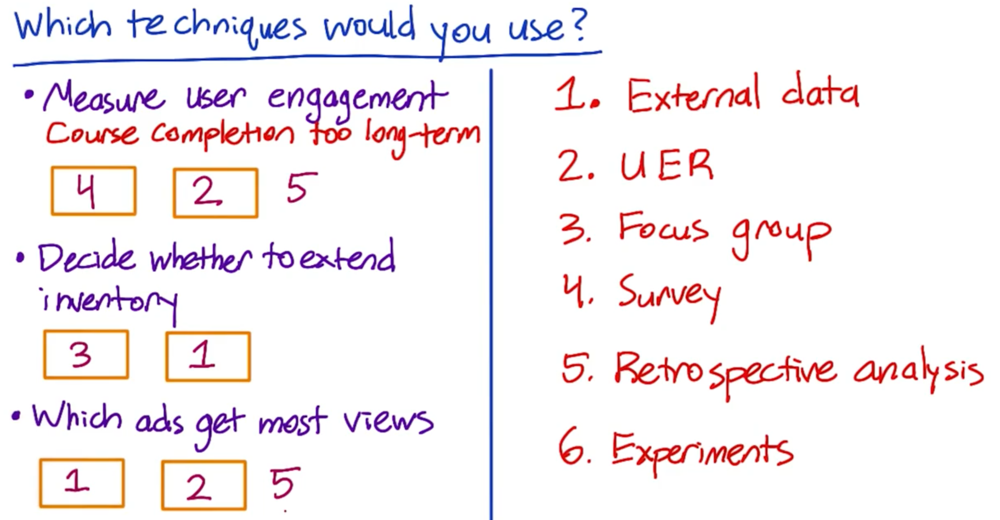 Which techniques would you use?
• Measure user engagement
Course completion too long-term
4 2 5
• Decide whether to extend
inventory
3 1
• Which ads get most views
1 2 5
1. External data
2. UER
3. Focus group
4. Survey
5. Retrospective analysis
6. Experiments